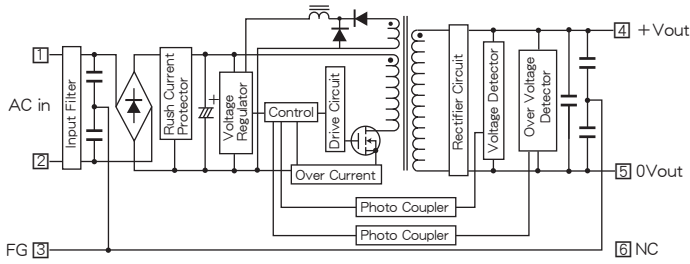 1
AC in
2
FG 3
Input Filter
Rush Current
Protector
+
Voltage
Regulator
Control
Drive Circuit
Over Current
Photo Coupler
Photo Coupler
Rectifier Circuit
Voltage Detector
Over Voltage
Detector
4 +Vout
5 0Vout
6 NC